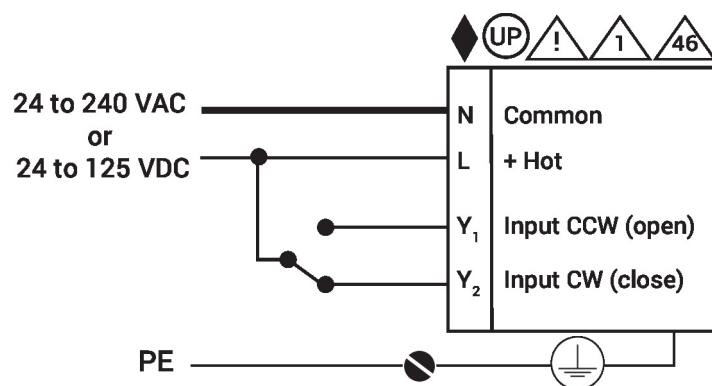 UP ! 1 46
24 to 240 VAC
or
24 to 125 VDC
N Common
L + Hot
Y₁ Input CCW (open)
Y₂ Input CW (close)
PE